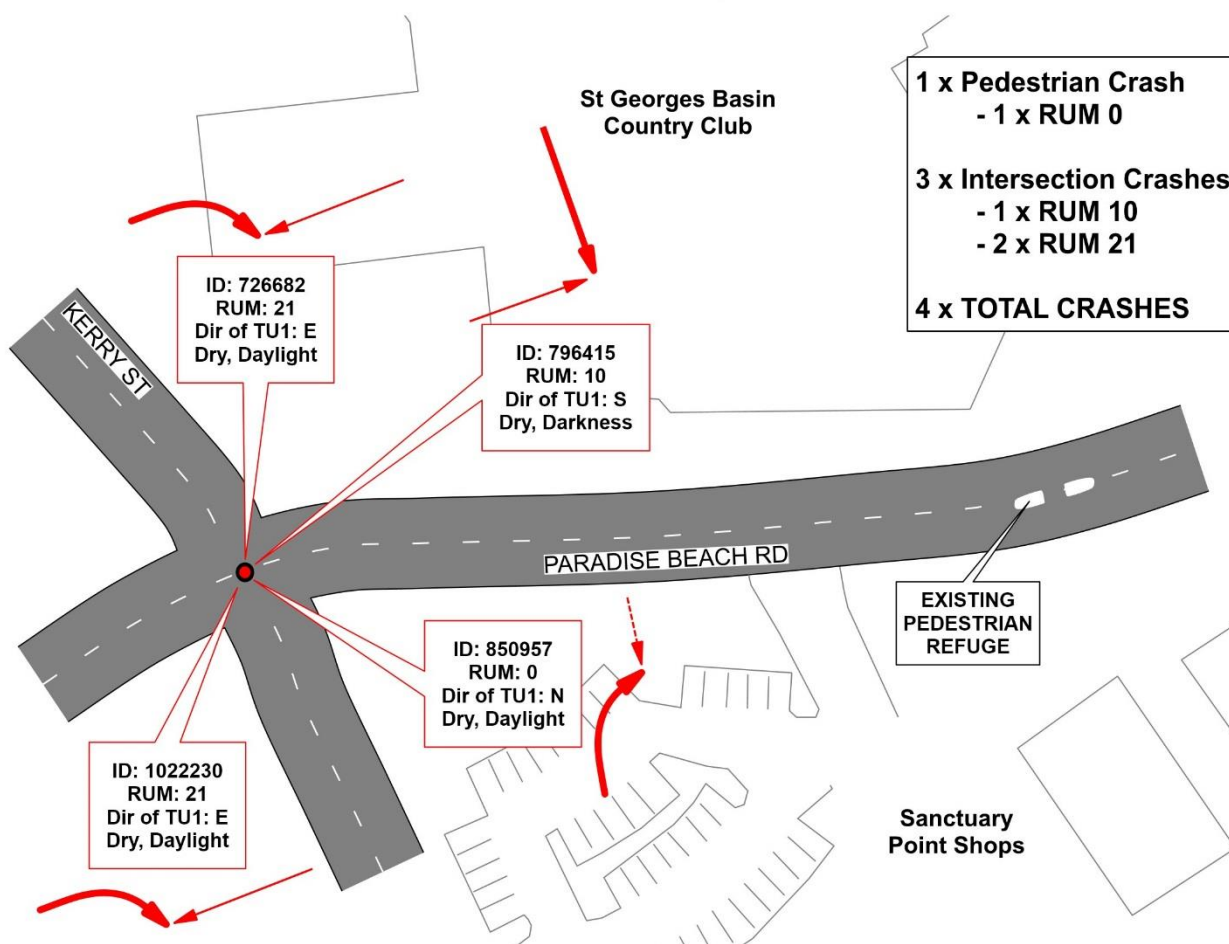 St Georges Basin
Country Club
1 x Pedestrian Crash
- 1 x RUM 0
3 x Intersection Crashes
- 1 x RUM 10
- 2 x RUM 21
4 x TOTAL CRASHES
KERRY ST
ID: 726682
RUM: 21
Dir of TU1: E
Dry, Daylight
ID: 796415
RUM: 10
Dir of TU1: S
Dry, Darkness
PARADISE BEACH RD
EXISTING
PEDESTRIAN
REFUGE
ID: 850957
RUM: 0
Dir of TU1: N
Dry, Daylight
ID: 1022230
RUM: 21
Dir of TU1: E
Dry, Daylight
Sanctuary
Point Shops